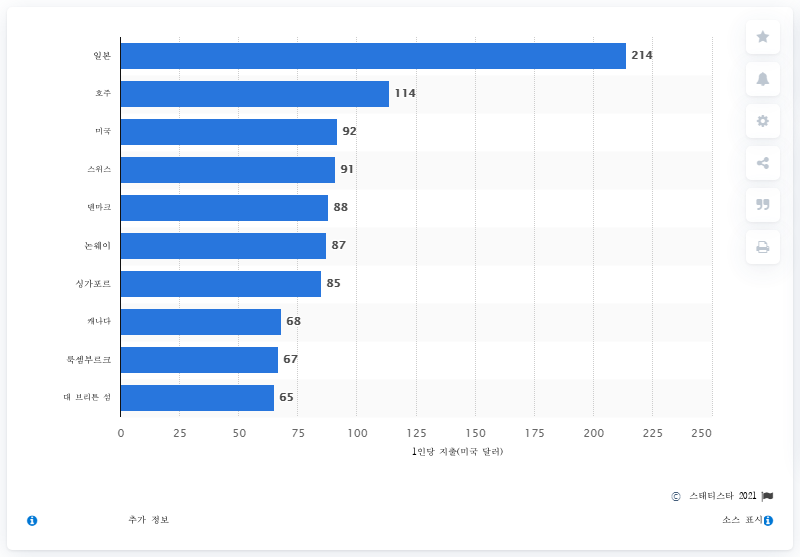 일본 214
호주 114
미국 92
스위스 91
덴마크 88
논웨이 87
싱가포르 85
캐나다 68
룩셈부르크 67
대 브리튼 섬 65
0 25 50 75 100 125 150 175 200 225 250
1인당 지출(미국 달러)
© 스태티스타 2021
추가 정보
소스 표시